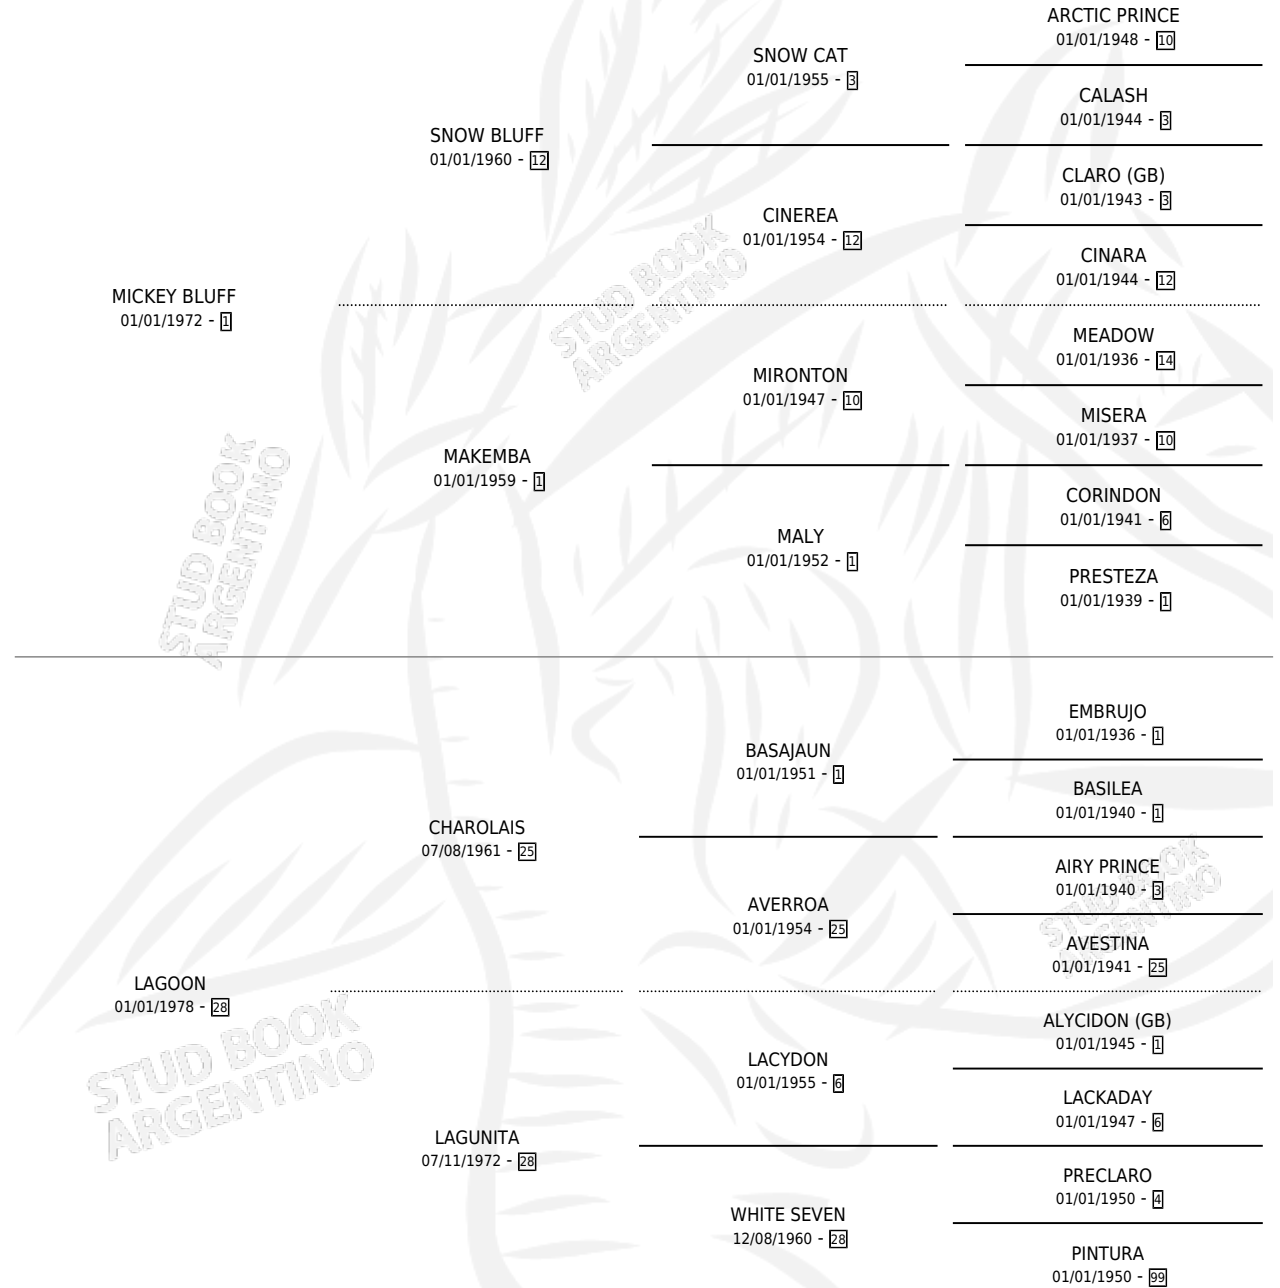 ARCTIC PRINCE
01/01/1948 - 10
SNOW CAT
01/01/1955 - 3
CALASH
01/01/1944 - 3
SNOW BLUFF
01/01/1960 - 12
CLARO (GB)
01/01/1943 - 3
CINEREA
01/01/1954 - 12
CINARA
01/01/1944 - 12
MICKEY BLUFF
01/01/1972 - 1
MEADOW
01/01/1936 - 14
MIRONTON
01/01/1947 - 10
MISERA
01/01/1937 - 10
MAKEMBA
01/01/1959 - 1
CORINDON
01/01/1941 - 6
MALY
01/01/1952 - 1
PRESTEZA
01/01/1939 - 1
EMBRUJO
01/01/1936 - 1
BASAJAUN
01/01/1951 - 1
BASILEA
01/01/1940 - 1
CHAROLAIS
07/08/1961 - 25
AIRY PRINCE
01/01/1940 - 3
AVERROA
01/01/1954 - 25
AVESTINA
01/01/1941 - 25
LAGOON
01/01/1978 - 28
ALYCIDON (GB)
01/01/1945 - 1
LACYDON
01/01/1955 - 6
LACKADAY
01/01/1947 - 6
LAGUNITA
07/11/1972 - 28
PRECLARO
01/01/1950 - 4
WHITE SEVEN
12/08/1960 - 28
PINTURA
01/01/1950 - 99
STUD BOOK
ARGENTINO
STUD BOOK
ARGENTINO
STUD BOOK
ARGENTINO
STUD BOOK
ARGENTINO